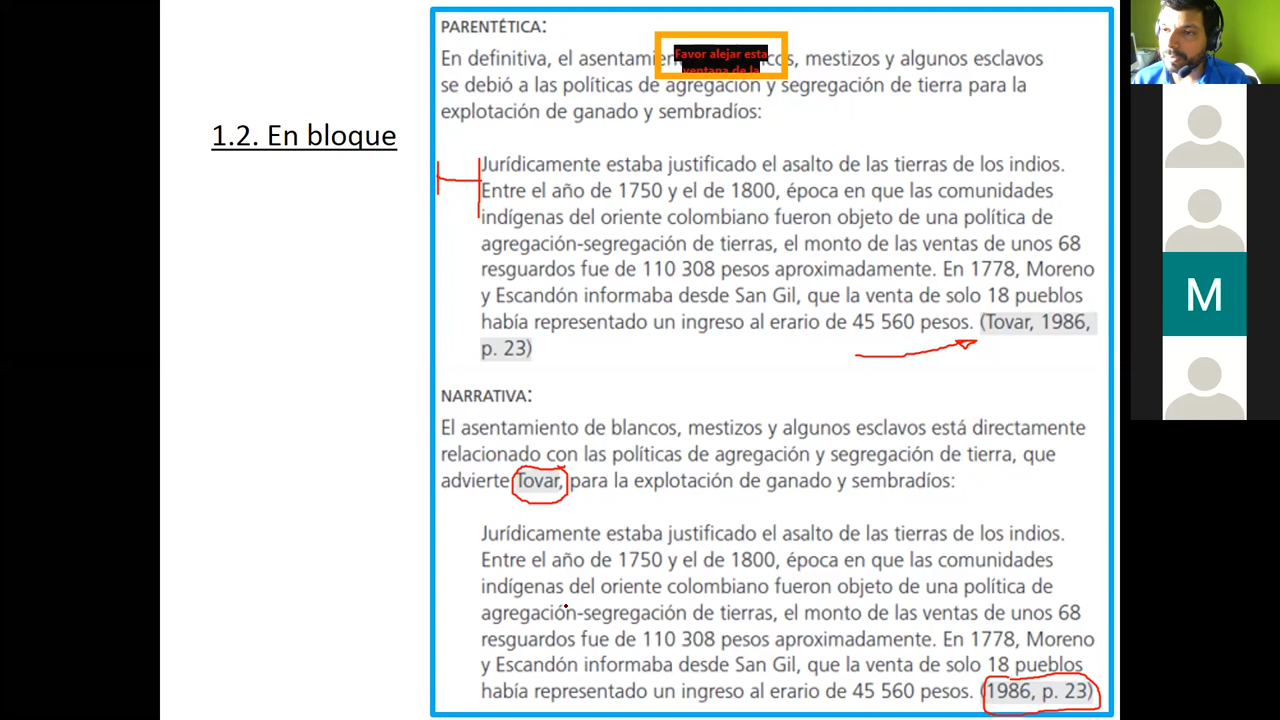 PARENTÉTICA:
En definitiva, el asentamien cos, mestizos y algunos esclavos
Favor alejar esta
ventana de la
se debió a las políticas de agregación y segregación de tierra para la
explotación de ganado y sembradíos:
1.2. En bloque
Jurídicamente estaba justificado el asalto de las tierras de los indios.
Entre el año de 1750 y el de 1800, época en que las comunidades
indígenas del oriente colombiano fueron objeto de una política de
agregación-segregación de tierras, el monto de las ventas de unos 68
resguardos fue de 110 308 pesos aproximadamente. En 1778, Moreno
y Escandón informaba desde San Gil, que la venta de solo 18 pueblos
había representado un ingreso al erario de 45 560 pesos. (Tovar, 1986,
p. 23)
NARRATIVA:
El asentamiento de blancos, mestizos y algunos esclavos está directamente
relacionado con las políticas de agregación y segregación de tierra, que
advierte Tovar, para la explotación de ganado y sembradíos:
Jurídicamente estaba justificado el asalto de las tierras de los indios.
Entre el año de 1750 y el de 1800, época en que las comunidades
indígenas del oriente colombiano fueron objeto de una política de
agregación-segregación de tierras, el monto de las ventas de unos 68
resguardos fue de 110 308 pesos aproximadamente. En 1778, Moreno
y Escandón informaba desde San Gil, que la venta de solo 18 pueblos
había representado un ingreso al erario de 45 560 pesos. (1986, p. 23)
M